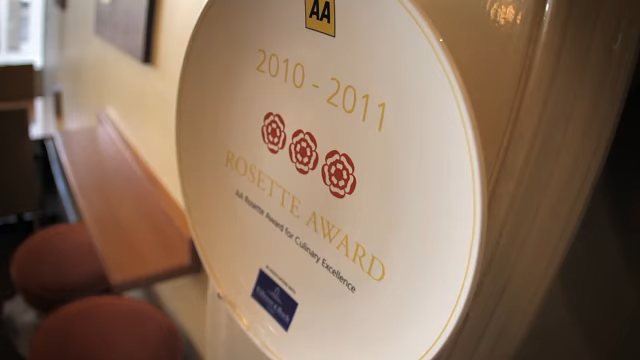 AA
2010 - 2011
ROSETTE AWARD
AA Rosette Award for Culinary Excellence